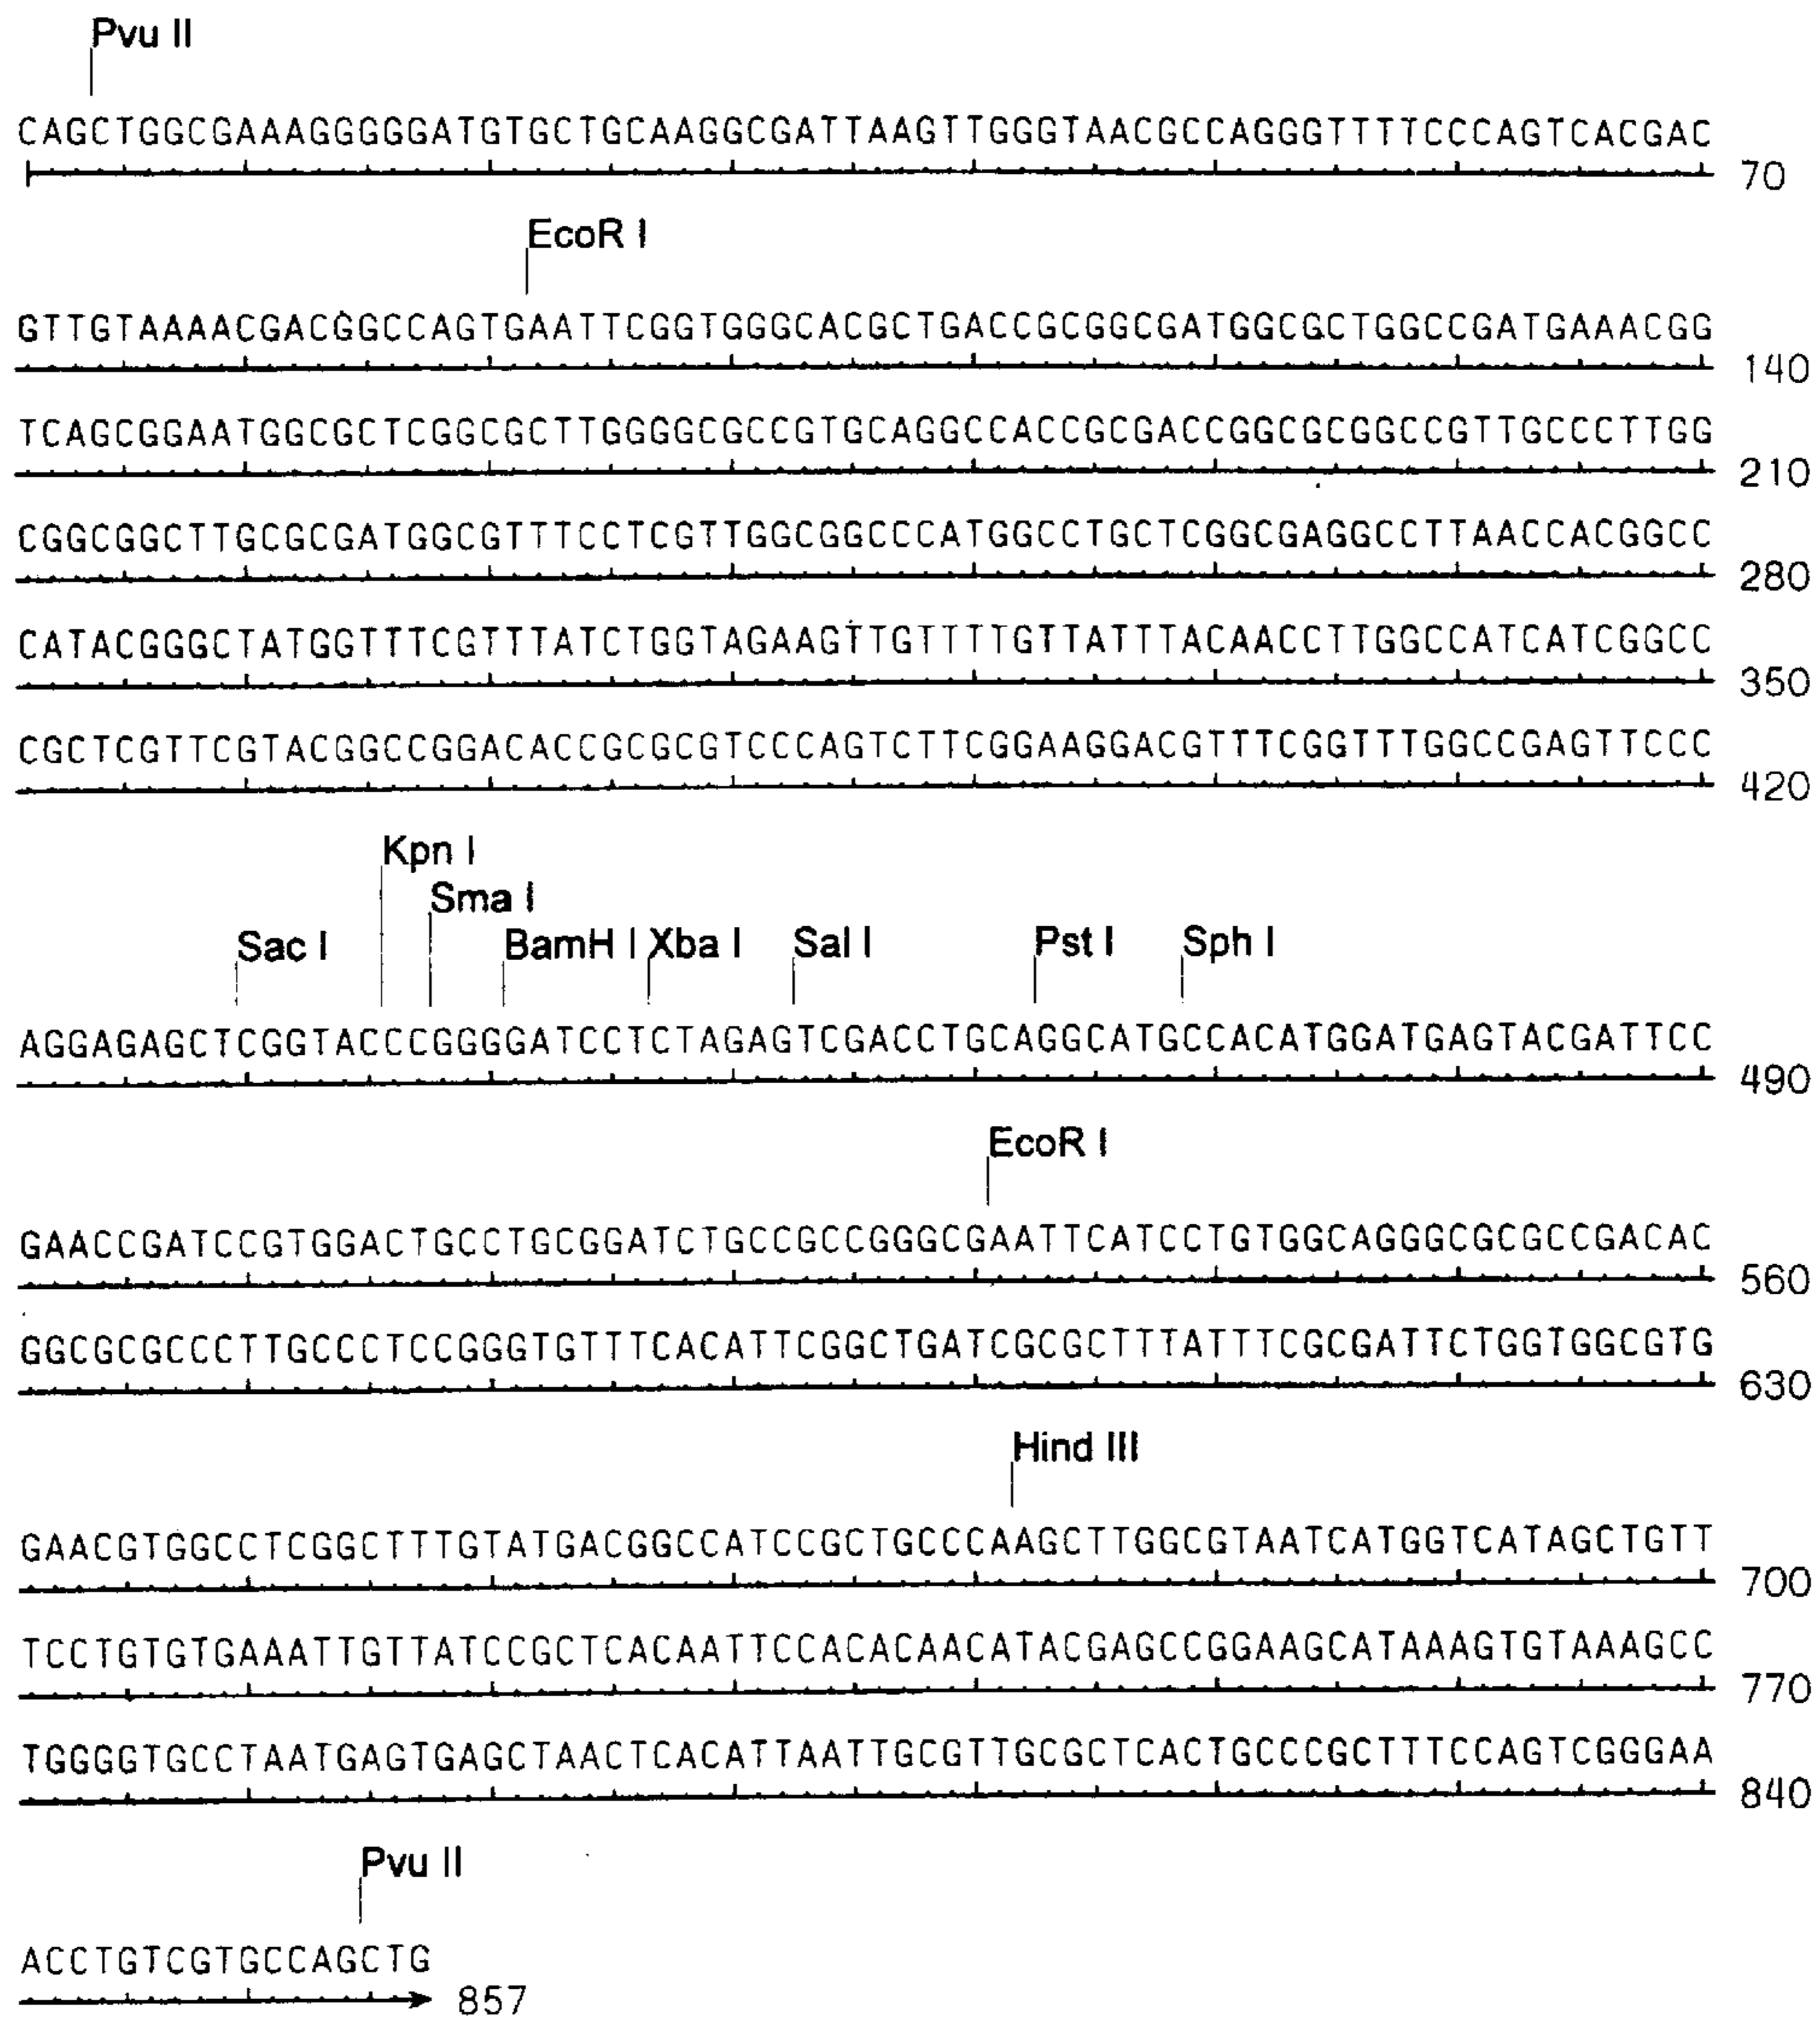 Pvu II
CAGCTGGCGAAAGGGGGATGTGCTGCAAGGCGATTAAGTTGGGTAACGCCAGGGTTTTCCCAGTCACGAC
70
EcoR I
GTTGTAAAACGACGGCCAGTGAATTCGGTGGGCACGCTGACCGCGGCGATGGCGCTGGCCGATGAAACGG
140
TCAGCGGAATGGCGCTCGGCGCTTGGGGCGCCGTGCAGGCCACCGCGACCGGCGCGGCCGTTGCCCTTGG
210
CGGCGGCTTGCGCGATGGCGTTTCCTCGTTGGCGGCCCATGGCCTGCTCGGCGAGGCCTTAACCACGGCC
280
CATACGGGCTATGGTTTCGTTTATCTGGTAGAAGTTGTTTTGTTATTTACAACCTTGGCCATCATCGGCC
350
CGCTCGTTCGTACGGCCGGACACCGCGCGTCCCAGTCTTCGGAAGGACGTTTCGGTTTGGCCGAGTTCCC
420
Kpn I
Sma I
Sac I BamH I Xba I Sal I Pst I Sph I
AGGAGAGCTCGGTACCCGGGGATCCTCTAGAGTCGACCTGCAGGCATGCCACATGGATGAGTACGATTCC
490
EcoR I
GAACCGATCCGTGGACTGCCTGCGGATCTGCCGCCGGGCGAATTCATCCTGTGGCAGGGCGCGCCGACAC
560
GGCGCGCCCTTGCCCTCCGGGTGTTTCACATTCGGCTGATCGCGCTTTATTTCGCGATTCTGGTGGCGTG
630
Hind III
GAACGTGGCCTCGGCTTTGTATGACGGCCATCCGCTGCCCAAGCTTGGCGTAATCATGGTCATAGCTGTT
700
TCCTGTGTGAAATTGTTATCCGCTCACAATTCCACACAACATACGAGCCGGAAGCATAAAGTGTAAAGCC
770
TGGGGTGCCTAATGAGTGAGCTAACTCACATTAATTGCGTTGCGCTCACTGCCCGCTTTCCAGTCGGGAA
840
Pvu II
ACCTGTCGTGCCAGCTG
857